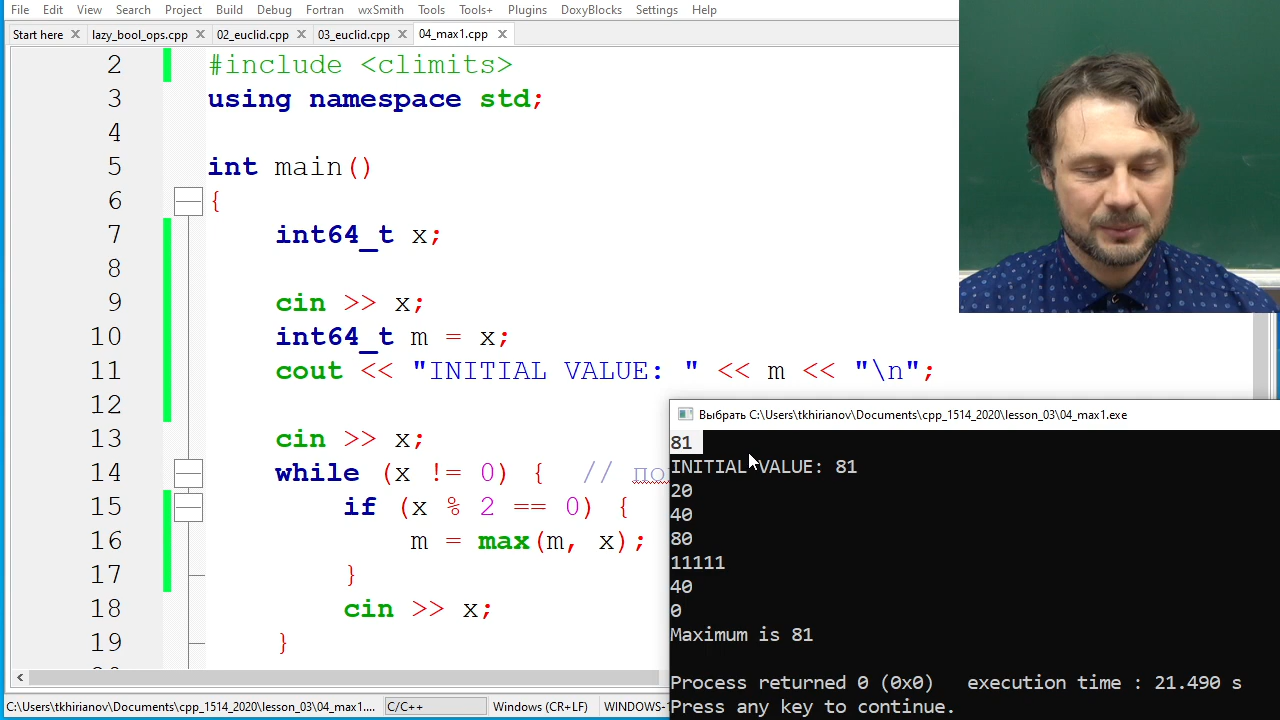 File Edit View Search Project Build Debug Fortran wxSmith Tools Tools+ Plugins DoxyBlocks Settings Help
Start here lazy_bool_ops.cpp 02_euclid.cpp 03_euclid.cpp 04_max1.cpp
2 #include <climits>
3 using namespace std;
4
5 int main()
6 {
7 int64_t x;
8
9 cin >> x;
10 int64_t m = x;
11 cout << "INITIAL VALUE: " << m << "\n";
12
13 cin >> x;
14 while (x != 0) { //
15 if (x % 2 == 0) {
16 m = max(m, x);
17 }
18 cin >> x;
19 }
Выбрать C:\Users\tkhirianov\Documents\cpp_1514_2020\lesson_03\04_max1.exe
81
INITIAL VALUE: 81
20
40
80
11111
40
0
Maximum is 81
Process returned 0 (0x0) execution time : 21.490 s
Press any key to continue.
C:\Users\tkhirianov\Documents\cpp_1514_2020\lesson_03\04_max1.... C/C++ Windows (CR+LF) WINDOWS-1